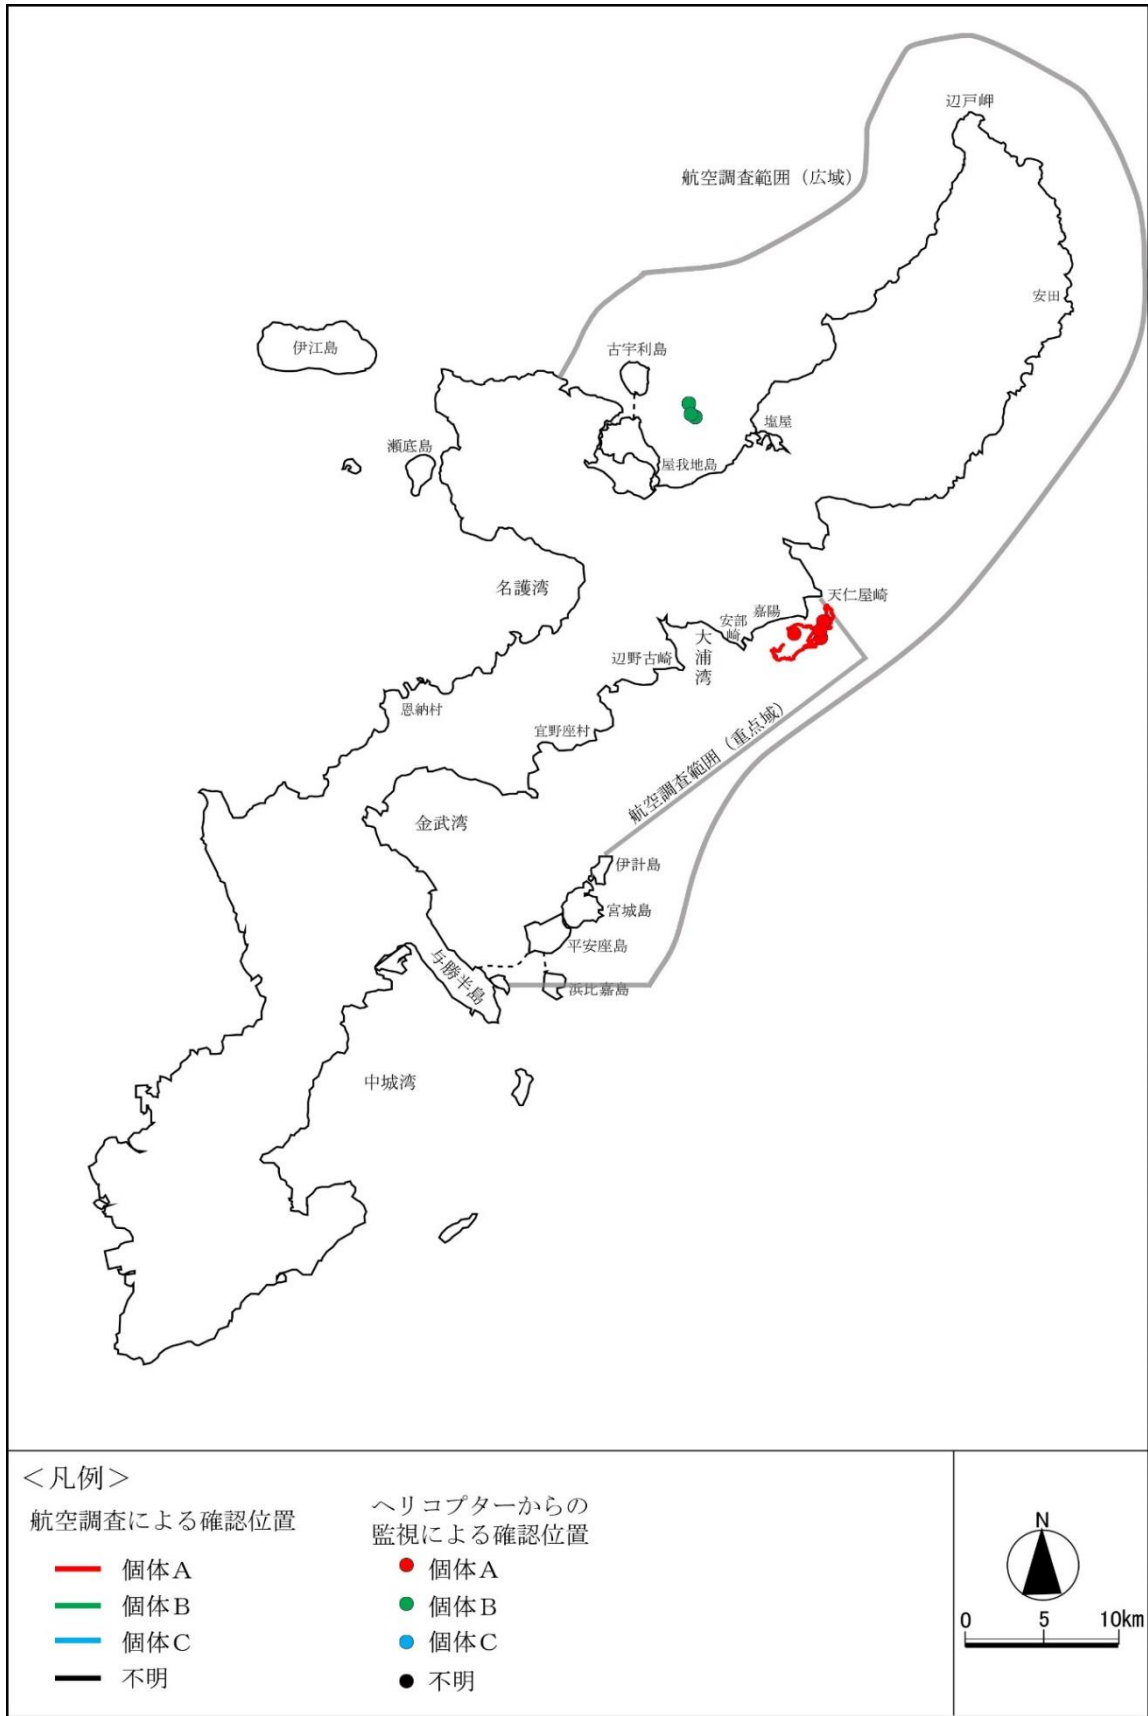 辺戸岬
航空調査範囲（広域）
安田
伊江島
古宇利島
塩屋
瀬底島
屋我地島
名護湾
天仁屋崎
嘉陽
安部崎
大浦湾
辺野古崎
恩納村
宜野座村
航空調査範囲（重点域）
金武湾
伊計島
宮城島
平安座島
与勝半島
浜比嘉島
中城湾
＜凡例＞
航空調査による確認位置
個体A
個体B
個体C
不明
ヘリコプターからの
監視による確認位置
個体A
個体B
個体C
不明
N
0 5 10km